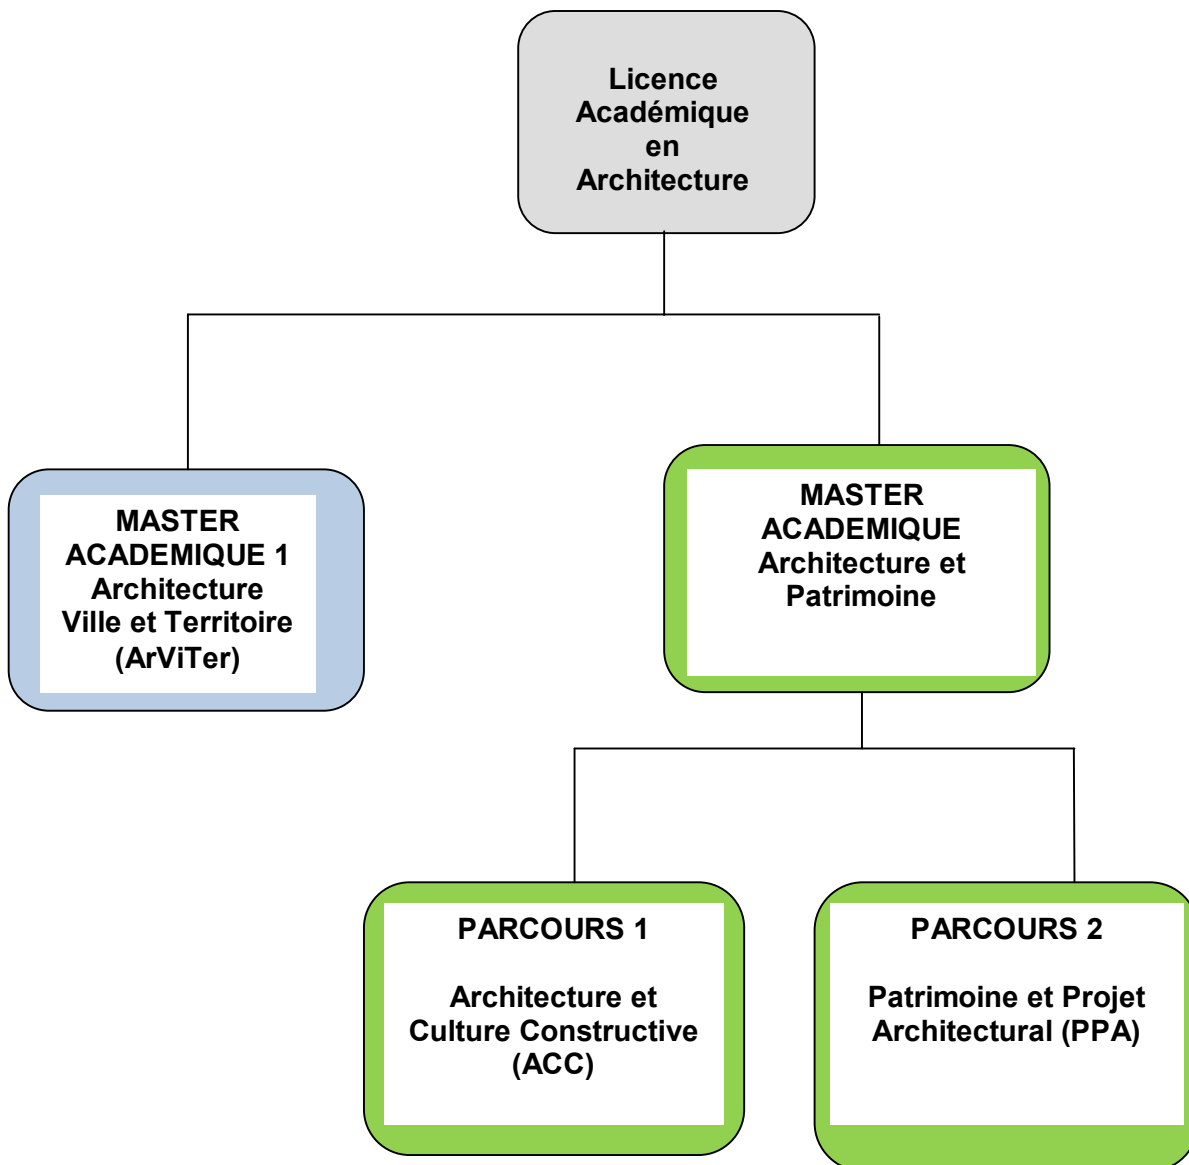 Licence
Académique
en
Architecture
MASTER
ACADEMIQUE 1
Architecture
Ville et Territoire
(ArViTer)
MASTER
ACADEMIQUE
Architecture et
Patrimoine
PARCOURS 1
Architecture et
Culture Constructive
(ACC)
PARCOURS 2
Patrimoine et Projet
Architectural (PPA)